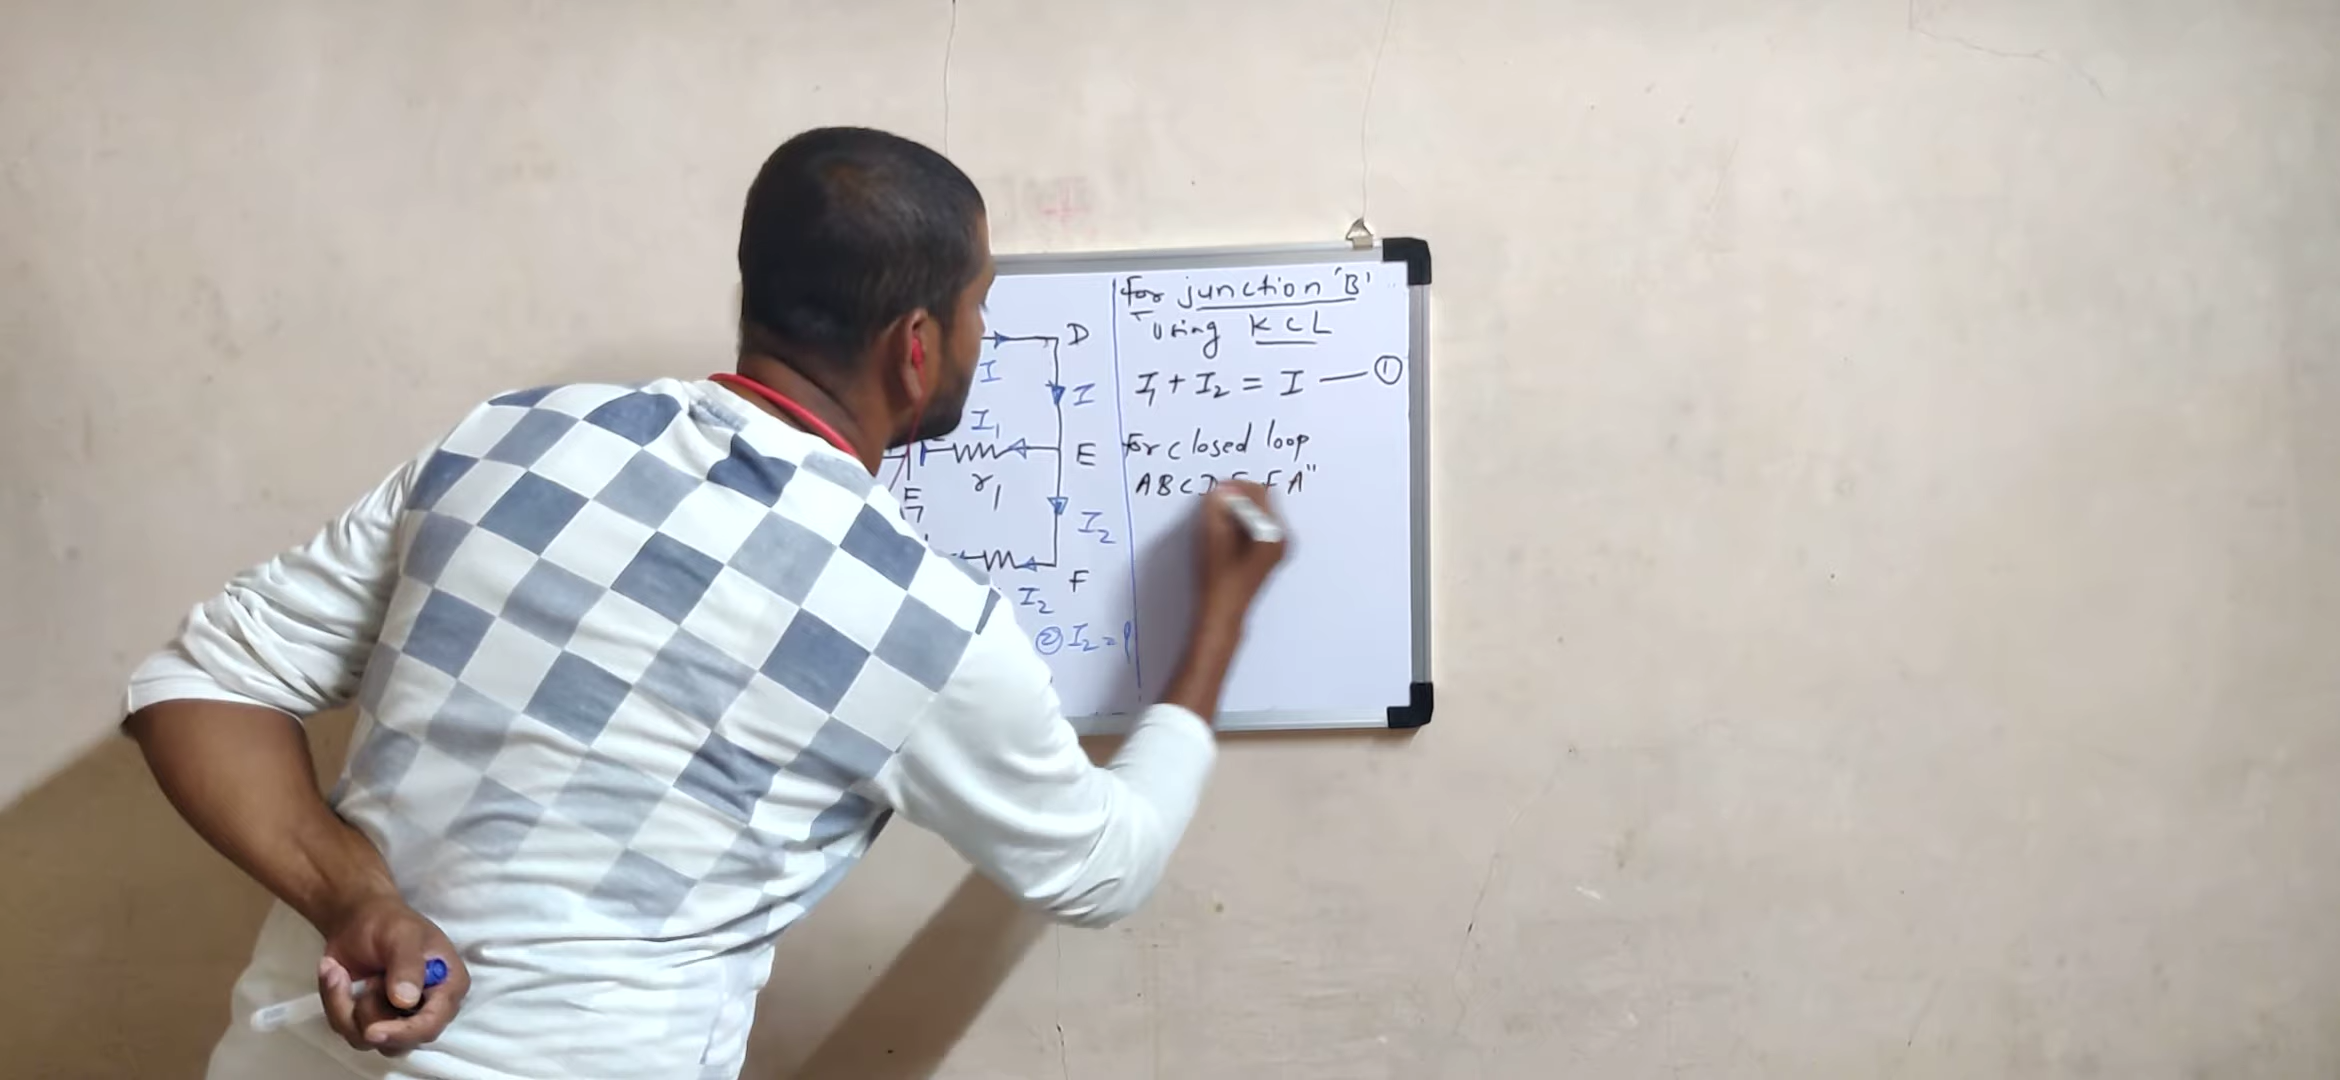 D
I
I
I₁
E
r₁
E
I₂
F
I₂
② I₂ =
For junction 'B'
using KCL
I₁ + I₂ = I — ①
For closed loop
ABCDEFA"